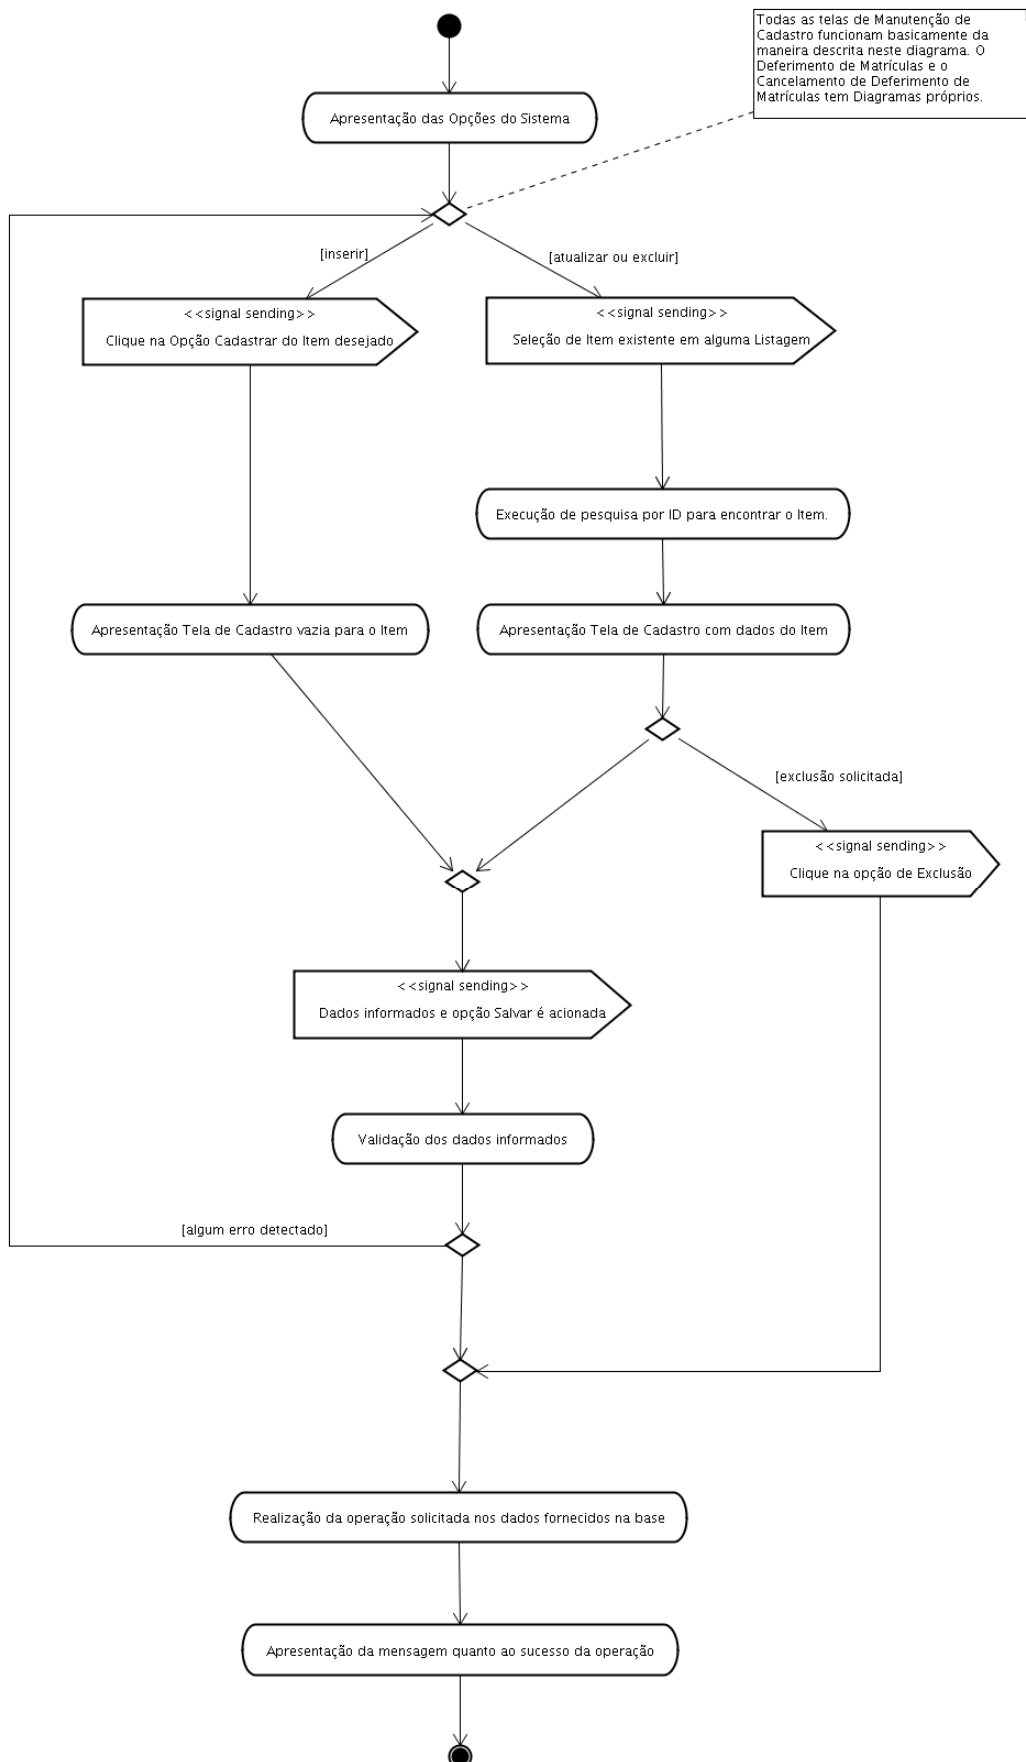 Todas as telas de Manutenção de
Cadastro funcionam basicamente da
maneira descrita neste diagrama. O
Deferimento de Matrículas e o
Cancelamento de Deferimento de
Matrículas tem Diagramas próprios.
Apresentação das Opções do Sistema
[inserir]
[atualizar ou excluir]
<<signal sending>>
Clique na Opção Cadastrar do Item desejado
<<signal sending>>
Seleção de Item existente em alguma Listagem
Execução de pesquisa por ID para encontrar o Item.
Apresentação Tela de Cadastro vazia para o Item
Apresentação Tela de Cadastro com dados do Item
[exclusão solicitada]
<<signal sending>>
Clique na opção de Exclusão
<<signal sending>>
Dados informados e opção Salvar é acionada
Validação dos dados informados
[algum erro detectado]
Realização da operação solicitada nos dados fornecidos na base
Apresentação da mensagem quanto ao sucesso da operação